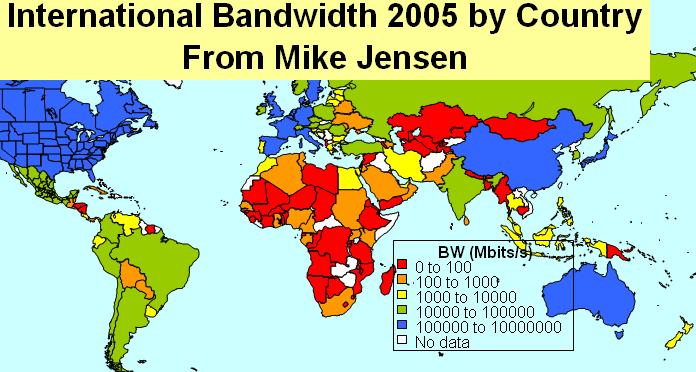 International Bandwidth 2005 by Country
From Mike Jensen
BW (Mbits/s)
0 to 100
100 to 1000
1000 to 10000
10000 to 100000
100000 to 10000000
No data